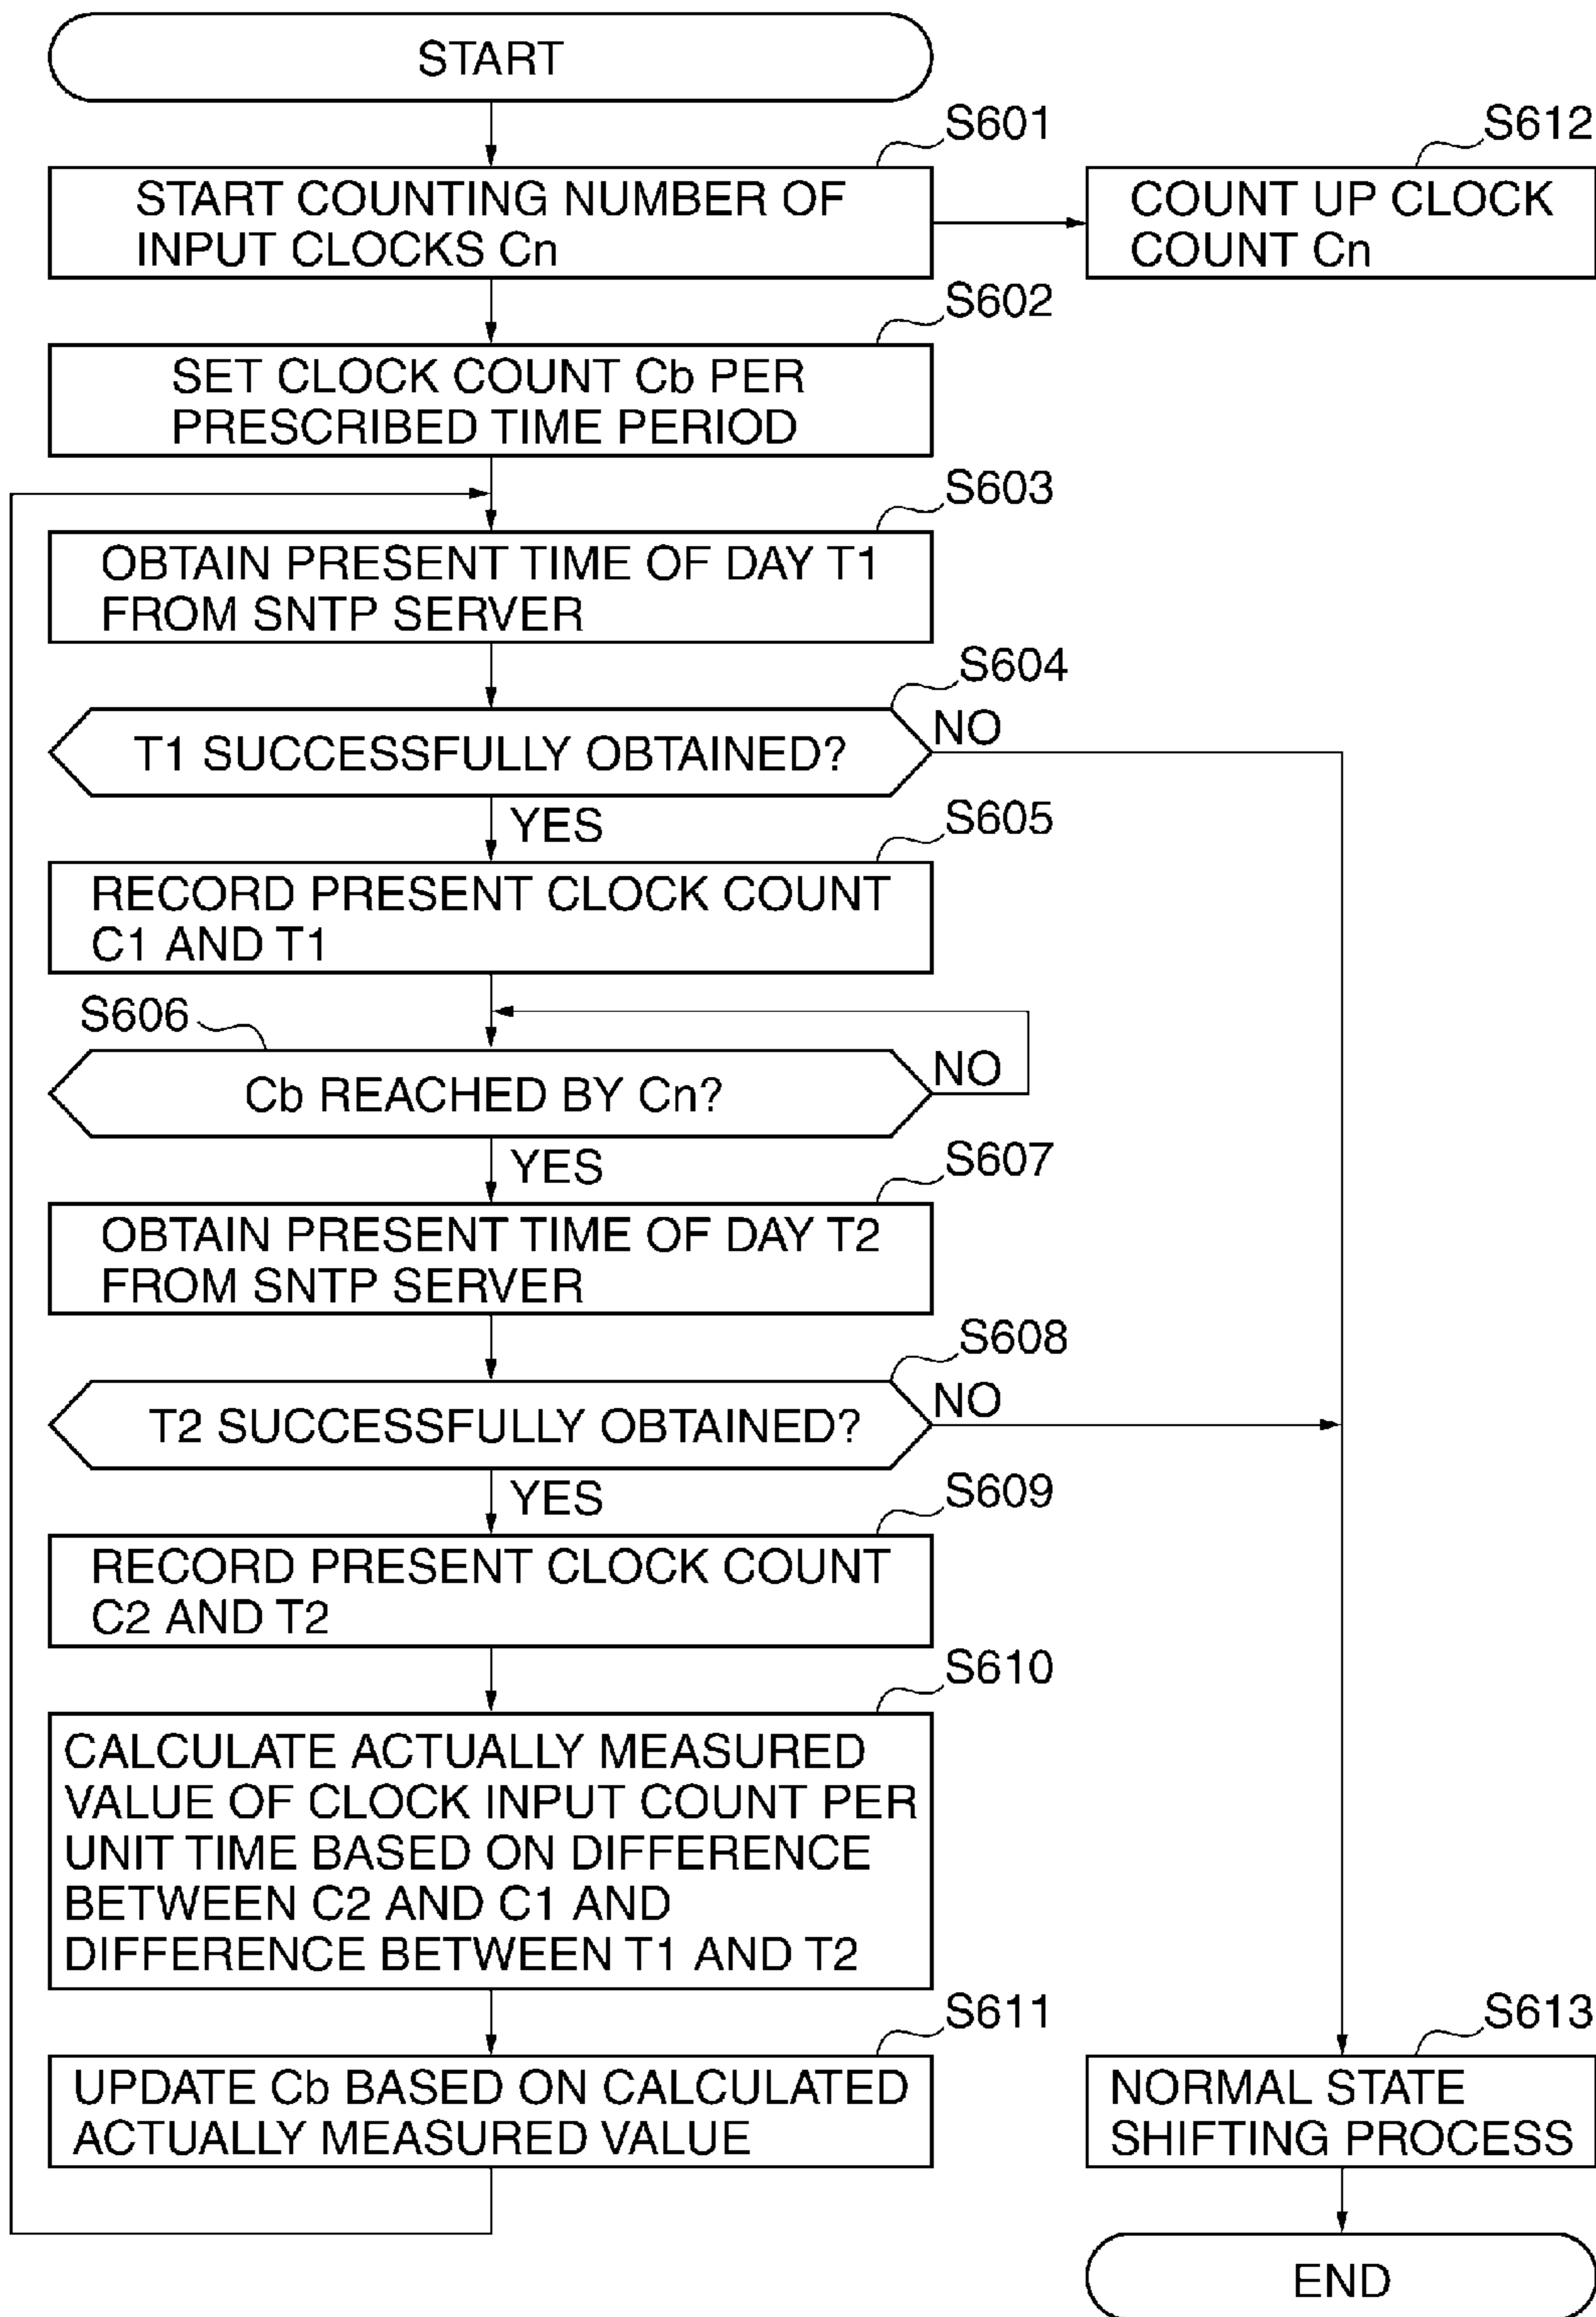 START
S601
START COUNTING NUMBER OF
INPUT CLOCKS Cn
S612
COUNT UP CLOCK
COUNT Cn
S602
SET CLOCK COUNT Cb PER
PRESCRIBED TIME PERIOD
S603
OBTAIN PRESENT TIME OF DAY T1
FROM SNTP SERVER
S604
T1 SUCCESSFULLY OBTAINED?
NO
YES
S605
RECORD PRESENT CLOCK COUNT
C1 AND T1
S606
Cb REACHED BY Cn?
NO
YES
S607
OBTAIN PRESENT TIME OF DAY T2
FROM SNTP SERVER
S608
T2 SUCCESSFULLY OBTAINED?
NO
YES
S609
RECORD PRESENT CLOCK COUNT
C2 AND T2
S610
CALCULATE ACTUALLY MEASURED
VALUE OF CLOCK INPUT COUNT PER
UNIT TIME BASED ON DIFFERENCE
BETWEEN C2 AND C1 AND
DIFFERENCE BETWEEN T1 AND T2
S611
UPDATE Cb BASED ON CALCULATED
ACTUALLY MEASURED VALUE
S613
NORMAL STATE
SHIFTING PROCESS
END